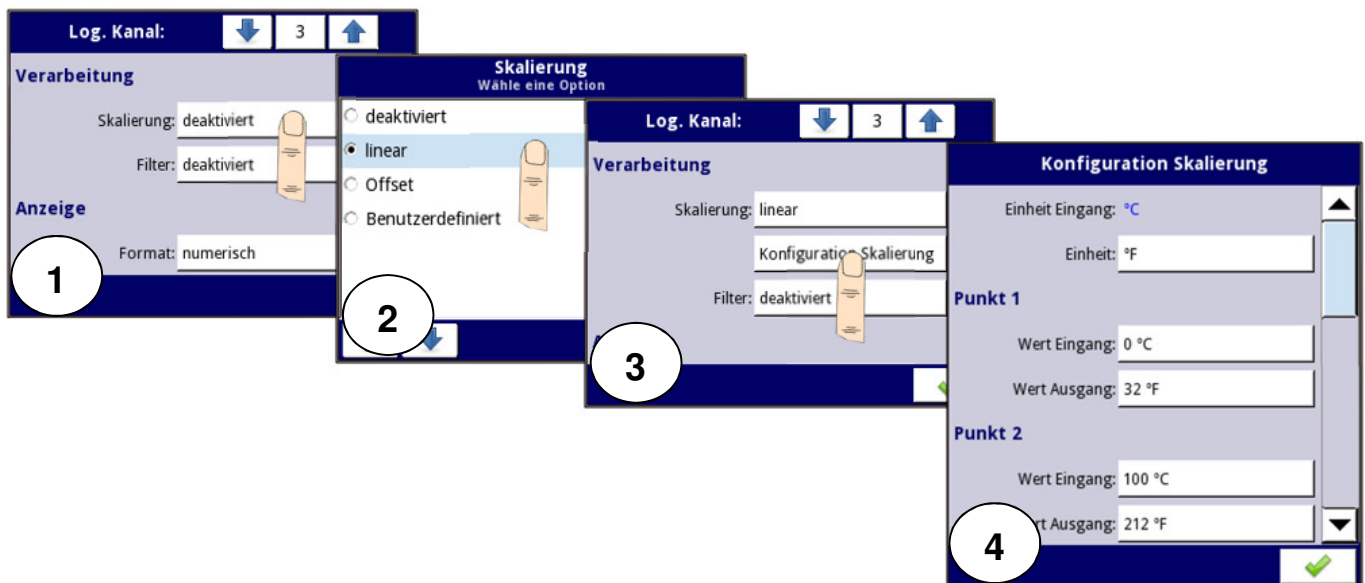 Log. Kanal: 3
Verarbeitung
Skalierung: deaktiviert
Filter: deaktiviert
Anzeige
Format: numerisch
1
Skalierung
Wähle eine Option
deaktiviert
linear
Offset
Benutzerdefiniert
2
Log. Kanal: 3
Verarbeitung
Skalierung: linear
Konfiguration Skalierung
Filter: deaktiviert
3
Konfiguration Skalierung
Einheit Eingang: °C
Einheit: °F
Punkt 1
Wert Eingang: 0 °C
Wert Ausgang: 32 °F
Punkt 2
Wert Eingang: 100 °C
Ausgang: 212 °F
4